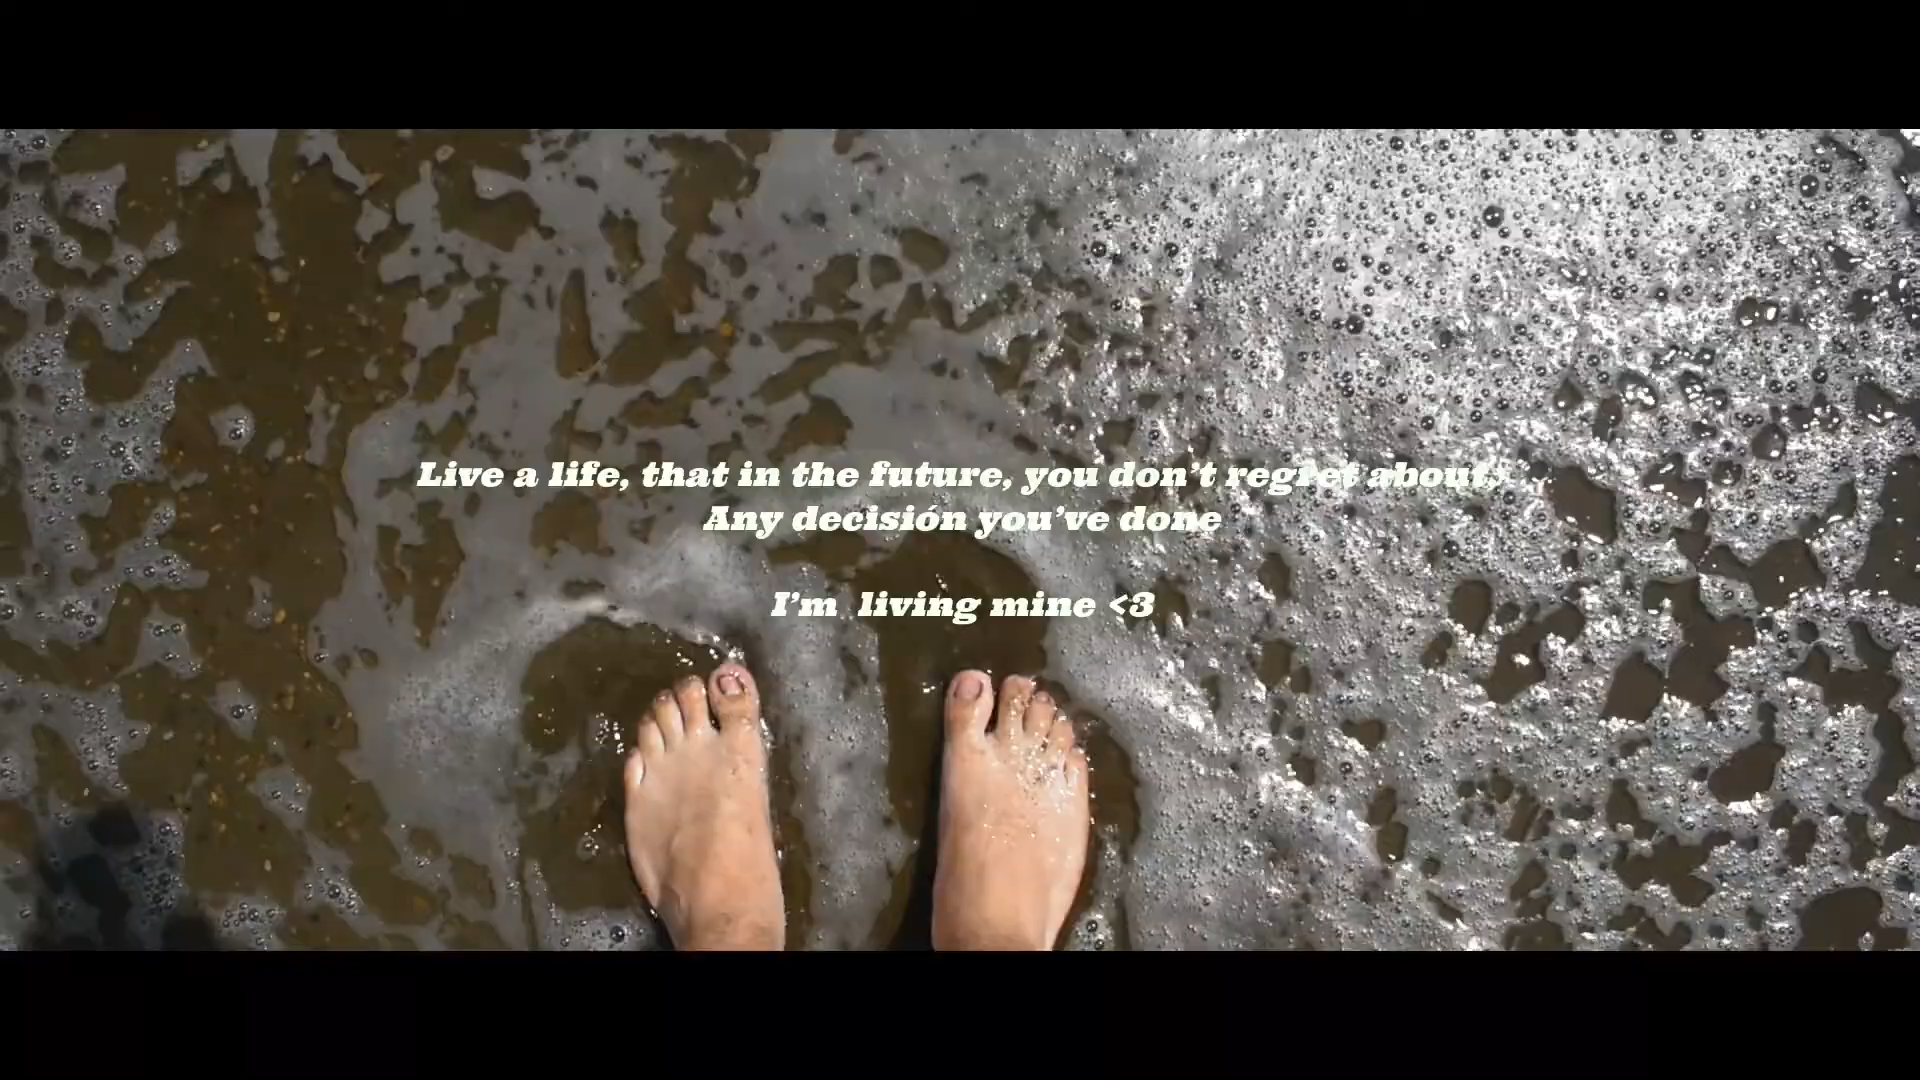 Live a life, that in the future, you don't regret about.
Any decisión you've done
I'm living mine <3